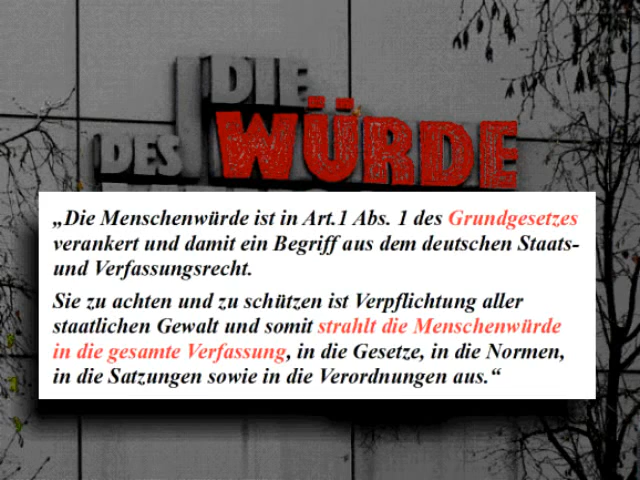 DIE
DES WÜRDE
„Die Menschenwürde ist in Art.1 Abs. 1 des Grundgesetzes
verankert und damit ein Begriff aus dem deutschen Staats-
und Verfassungsrecht.
Sie zu achten und zu schützen ist Verpflichtung aller
staatlichen Gewalt und somit strahlt die Menschenwürde
in die gesamte Verfassung, in die Gesetze, in die Normen,
in die Satzungen sowie in die Verordnungen aus.“